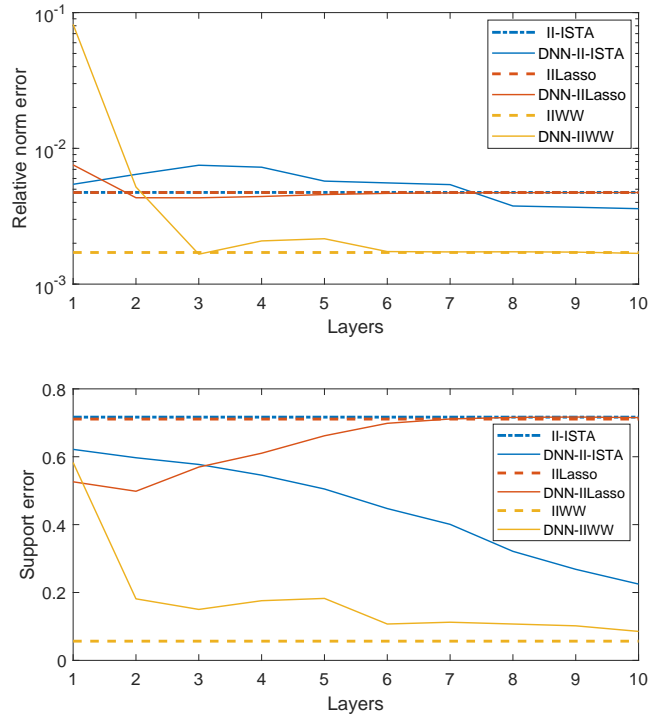 10^-1
10^-2
10^-3
Relative norm error
II-ISTA
DNN-II-ISTA
IILasso
DNN-IILasso
IIWW
DNN-IIWW
1 2 3 4 5 6 7 8 9 10
Layers
0.8
0.6
0.4
0.2
0
Support error
II-ISTA
DNN-II-ISTA
IILasso
DNN-IILasso
IIWW
DNN-IIWW
1 2 3 4 5 6 7 8 9 10
Layers